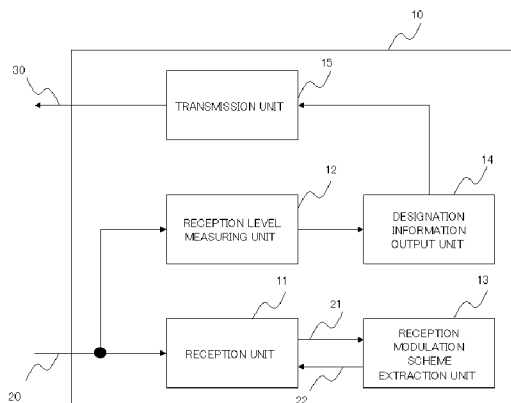 10
30
15
TRANSMISSION UNIT
12
14
RECEPTION LEVEL
MEASURING UNIT
DESIGNATION
INFORMATION
OUTPUT UNIT
11
21
13
RECEPTION UNIT
RECEPTION
MODULATION
SCHEME
EXTRACTION UNIT
20
22